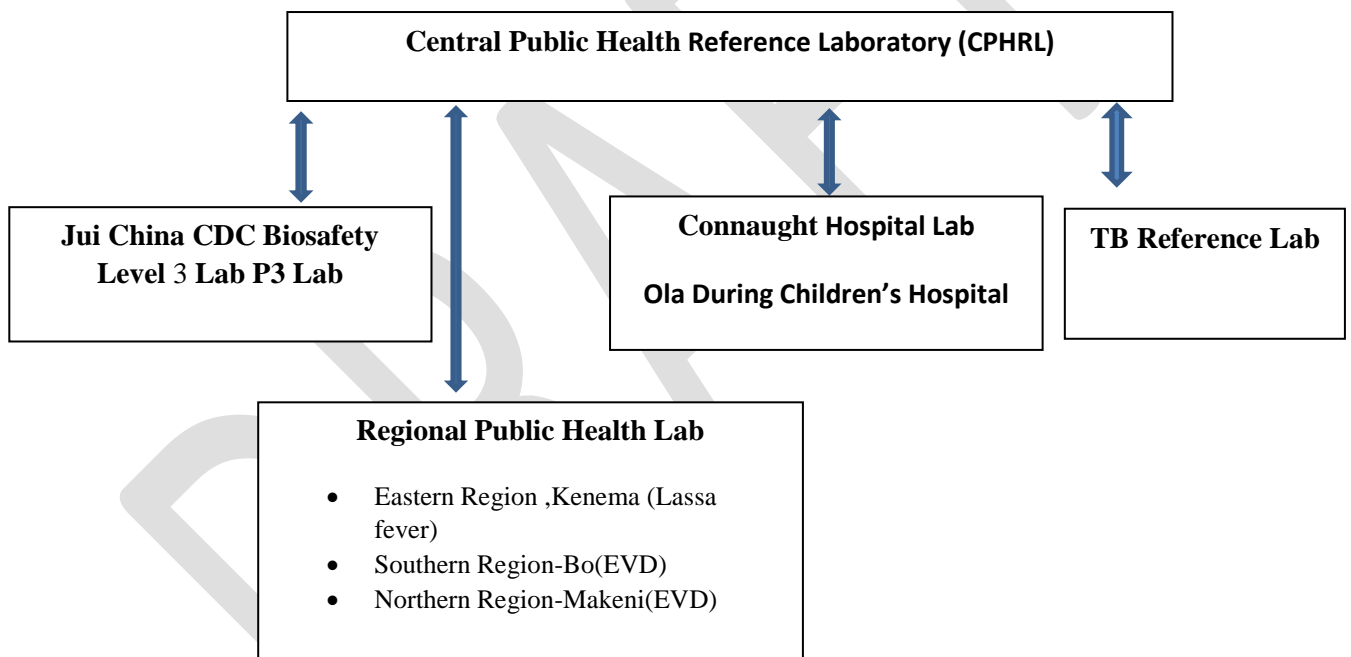 Central Public Health Reference Laboratory (CPHRL)
Jui China CDC Biosafety
Level 3 Lab P3 Lab
Connaught Hospital Lab
Ola During Children’s Hospital
TB Reference Lab
Regional Public Health Lab
• Eastern Region ,Kenema (Lassa
fever)
• Southern Region-Bo(EVD)
• Northern Region-Makeni(EVD)